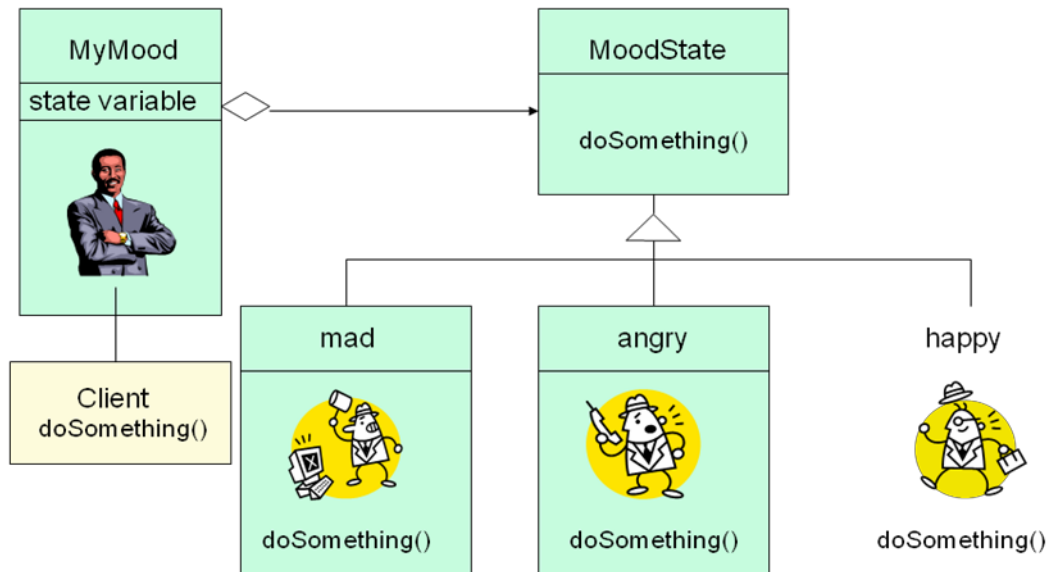 MyMood
state variable
MoodState
doSomething()
Client
doSomething()
mad
doSomething()
angry
doSomething()
happy
doSomething()